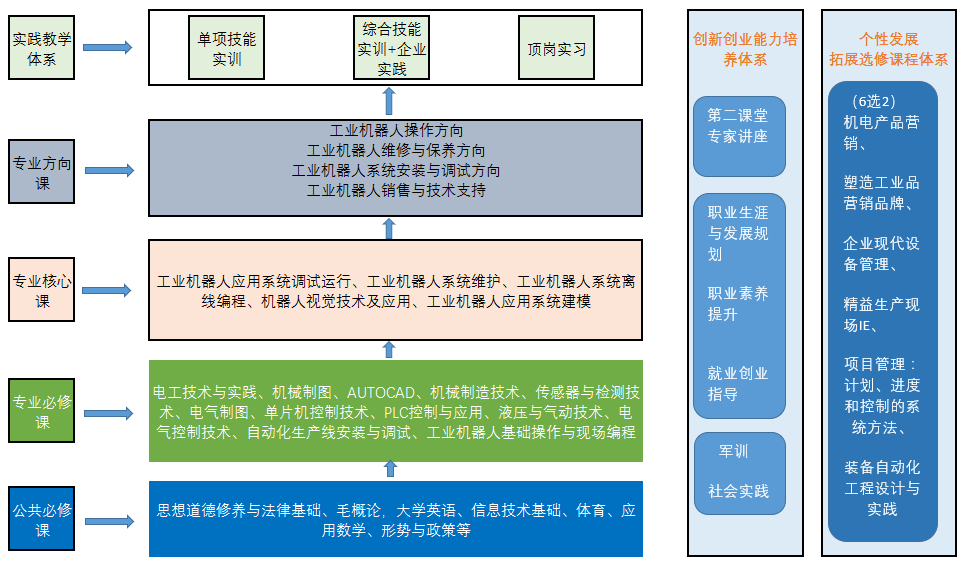 实践教学
体系
单项技能
实训
综合技能
实训+企业
实践
顶岗实习
专业方向
课
工业机器人操作方向
工业机器人维修与保养方向
工业机器人系统安装与调试方向
工业机器人销售与技术支持
专业核心
课
工业机器人应用系统调试运行、工业机器人系统维护、工业机器人系统离
线编程、机器人视觉技术及应用、工业机器人应用系统建模
专业必修
课
电工技术与实践、机械制图、AUTOCAD、机械制造技术、传感器与检测技
术、电气制图、单片机控制技术、PLC控制与应用、液压与气动技术、电
气控制技术、自动化生产线安装与调试、工业机器人基础操作与现场编程
公共必修
课
思想道德修养与法律基础、毛概论，大学英语、信息技术基础、体育、应
用数学、形势与政策等
创新创业能力培
养体系
第二课堂
专家讲座
职业生涯
与发展规
划
职业素养
提升
就业创业
指导
军训
社会实践
个性发展
拓展选修课程体系
（6选2）
机电产品营
销、
塑造工业品
营销品牌、
企业现代设
备管理、
精益生产现
场IE、
项目管理：
计划、进度
和控制的系
统方法、
装备自动化
工程设计与
实践